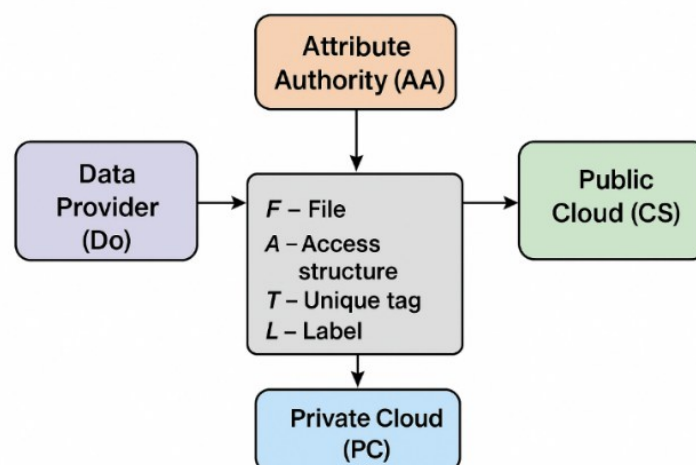 Attribute
Authority (AA)
Data
Provider
(Do)
F – File
A – Access
structure
T – Unique tag
L – Label
Public
Cloud (CS)
Private Cloud
(PC)